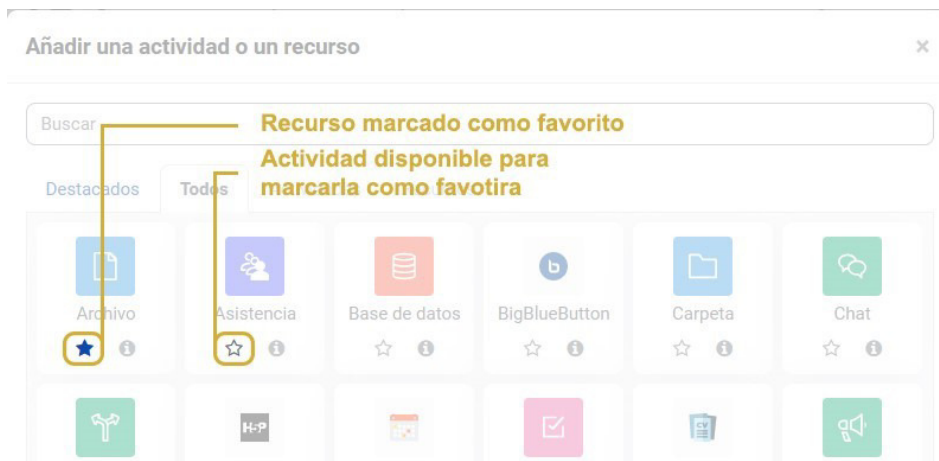 Añadir una actividad o un recurso ×
Buscar
Recurso marcado como favorito
Actividad disponible para
marcarla como favotira
Destacados Todos
Archivo Asistencia Base de datos BigBlueButton Carpeta Chat
H-P CV